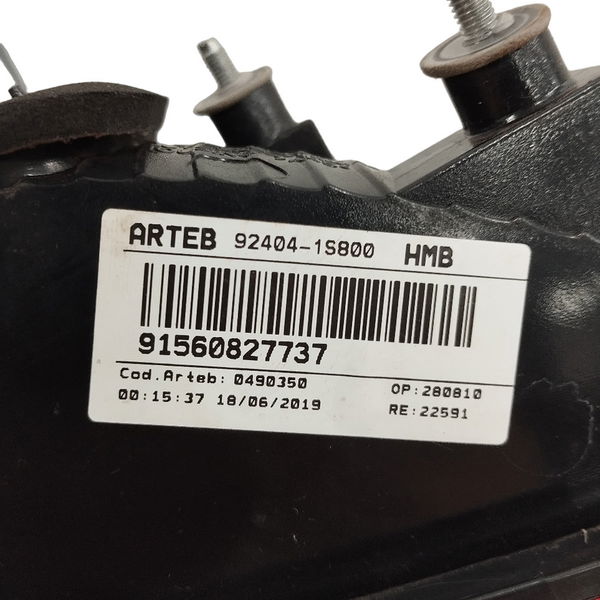 ARTEB 92404-1S800 HMB
91560827737
Cod.Arteb: 0490350 OP:280810
00:15:37 18/06/2019 RE:22591